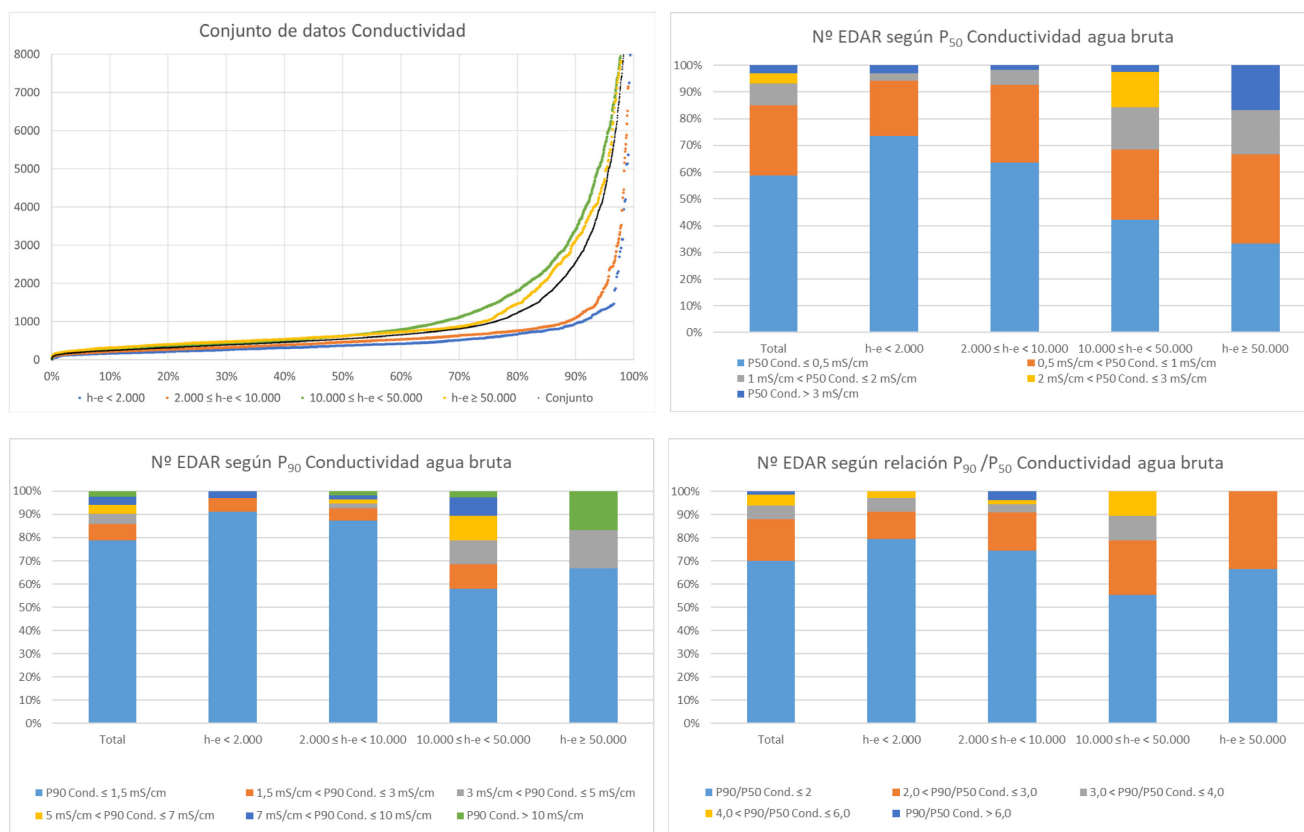 Conjunto de datos Conductividad
8000
7000
6000
5000
4000
3000
2000
1000
0
0% 10% 20% 30% 40% 50% 60% 70% 80% 90% 100%
h-e < 2.000 2.000 ≤ h-e < 10.000 10.000 ≤ h-e < 50.000 h-e ≥ 50.000 Conjunto
Nº EDAR según P50 Conductividad agua bruta
100%
90%
80%
70%
60%
50%
40%
30%
20%
10%
0%
Total h-e < 2.000 2.000 ≤ h-e < 10.000 10.000 ≤ h-e < 50.000 h-e ≥ 50.000
P50 Cond. ≤ 0,5 mS/cm 0,5 mS/cm < P50 Cond. ≤ 1 mS/cm
1 mS/cm < P50 Cond. ≤ 2 mS/cm 2 mS/cm < P50 Cond. ≤ 3 mS/cm
P50 Cond. > 3 mS/cm
Nº EDAR según P90 Conductividad agua bruta
100%
90%
80%
70%
60%
50%
40%
30%
20%
10%
0%
Total h-e < 2.000 2.000 ≤ h-e < 10.000 10.000 ≤ h-e < 50.000 h-e ≥ 50.000
P90 Cond. ≤ 1,5 mS/cm 1,5 mS/cm < P90 Cond. ≤ 3 mS/cm 3 mS/cm < P90 Cond. ≤ 5 mS/cm
5 mS/cm < P90 Cond. ≤ 7 mS/cm 7 mS/cm < P90 Cond. ≤ 10 mS/cm P90 Cond. > 10 mS/cm
Nº EDAR según relación P90 /P50 Conductividad agua bruta
100%
90%
80%
70%
60%
50%
40%
30%
20%
10%
0%
Total h-e < 2.000 2.000 ≤ h-e < 10.000 10.000 ≤ h-e < 50.000 h-e ≥ 50.000
P90/P50 Cond. ≤ 2 2,0 < P90/P50 Cond. ≤ 3,0 3,0 < P90/P50 Cond. ≤ 4,0
4,0 < P90/P50 Cond. ≤ 6,0 P90/P50 Cond. > 6,0